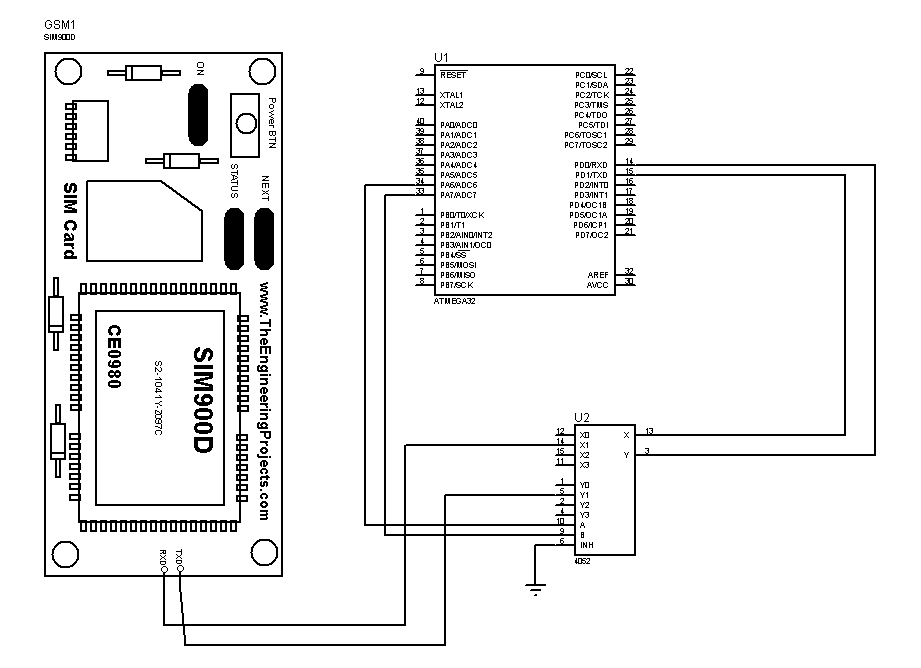 GSM1
SIM900D
ON
Power BTN
STATUS
NEXT
SIM Card
www.TheEngineeringProjects.com
CE0980
S2-1041Y-Z097C
SIM900D
RXD
TXD
U1
9 RESET
13 XTAL1
12 XTAL2
40 PA0/ADC0
39 PA1/ADC1
38 PA2/ADC2
37 PA3/ADC3
36 PA4/ADC4
35 PA5/ADC5
34 PA6/ADC6
33 PA7/ADC7
1 PB0/T0/XCK
2 PB1/T1
3 PB2/AIN0/INT2
4 PB3/AIN1/OC0
5 PB4/SS
6 PB5/MOSI
7 PB6/MISO
8 PB7/SCK
PC0/SCL 22
PC1/SDA 23
PC2/TCK 24
PC3/TMS 25
PC4/TDO 26
PC5/TDI 27
PC6/TOSC1 28
PC7/TOSC2 29
PD0/RXD 14
PD1/TXD 15
PD2/INT0 16
PD3/INT1 17
PD4/OC1B 18
PD5/OC1A 19
PD6/ICP1 20
PD7/OC2 21
AREF 32
AVCC 30
ATMEGA32
U2
12 X0
14 X1
15 X2
11 X3
1 Y0
5 Y1
2 Y2
4 Y3
10 A
9 B
6 INH
X 13
Y 3
4052